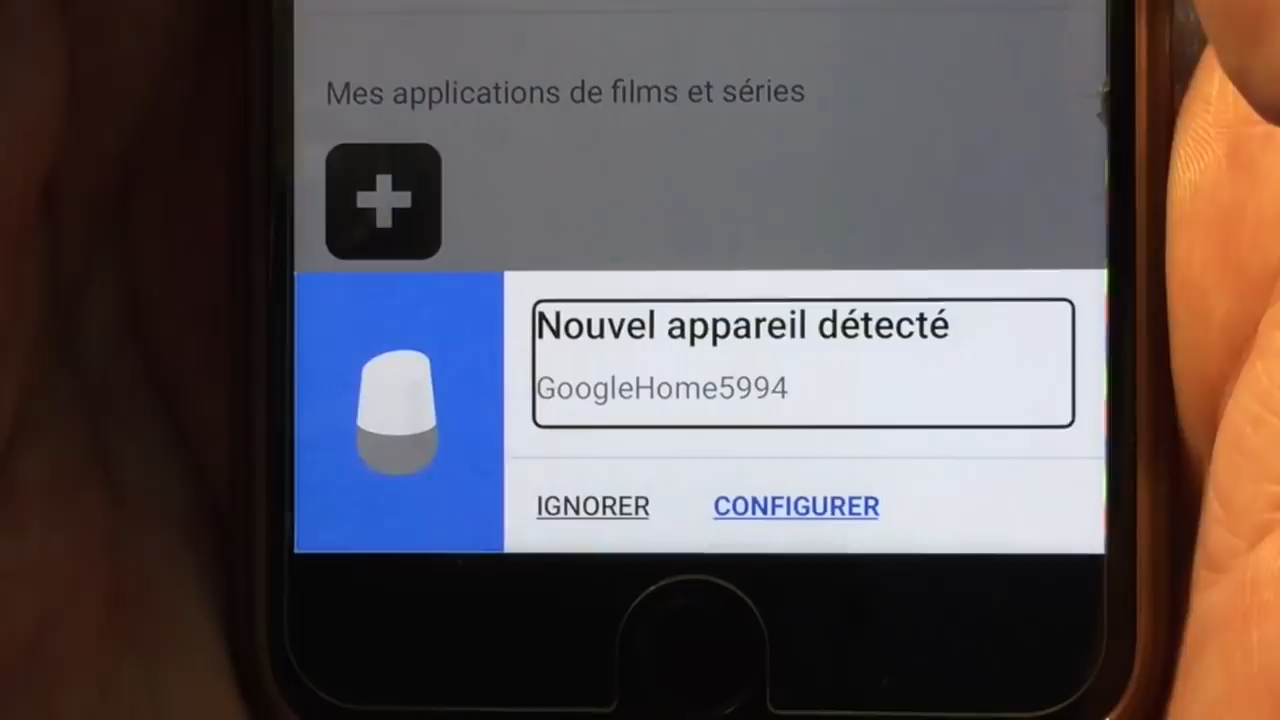 Mes applications de films et séries
Nouvel appareil détecté
GoogleHome5994
IGNORER CONFIGURER